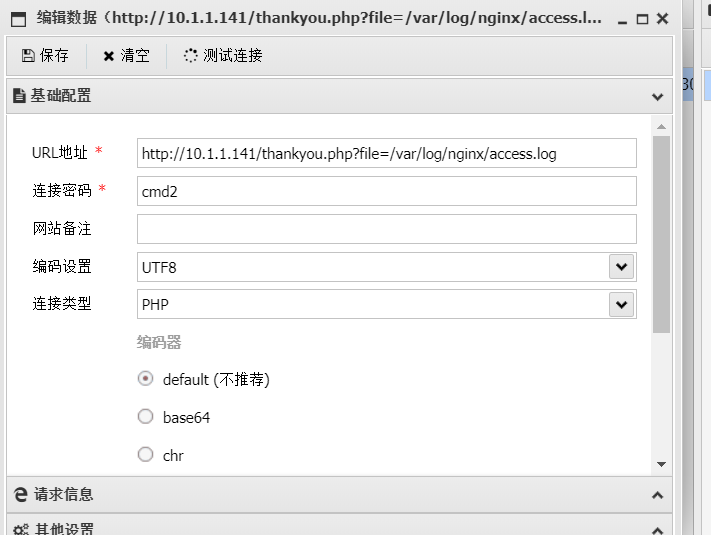 编辑数据（http://10.1.1.141/thankyou.php?file=/var/log/nginx/access.l...
保存 清空 测试连接
基础配置
URL地址 * http://10.1.1.141/thankyou.php?file=/var/log/nginx/access.log
连接密码 * cmd2
网站备注
编码设置 UTF8
连接类型 PHP
编码器
default (不推荐)
base64
chr
请求信息
其他设置